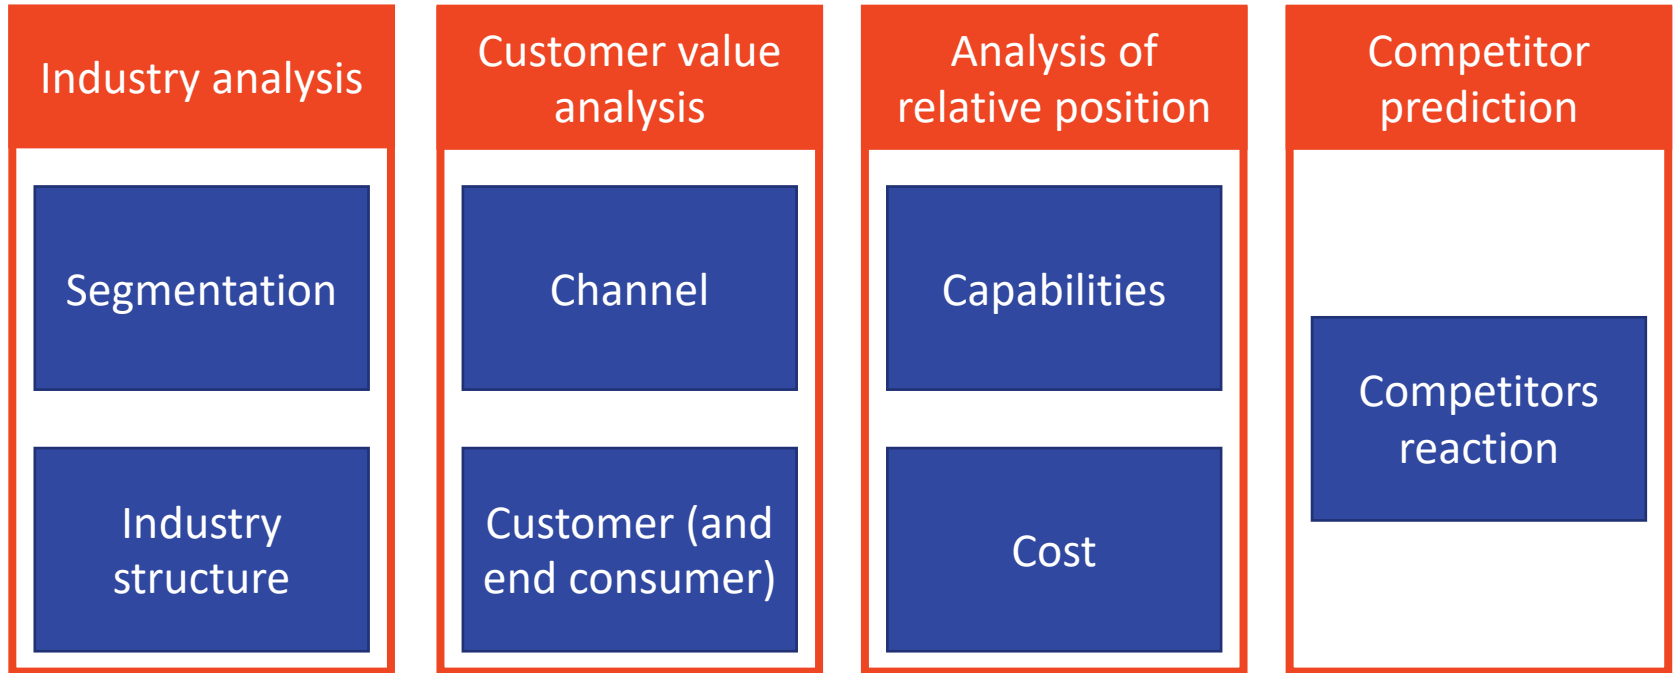 Industry analysis
Segmentation
Industry
structure
Customer value
analysis
Channel
Customer (and
end consumer)
Analysis of
relative position
Capabilities
Cost
Competitor
prediction
Competitors
reaction